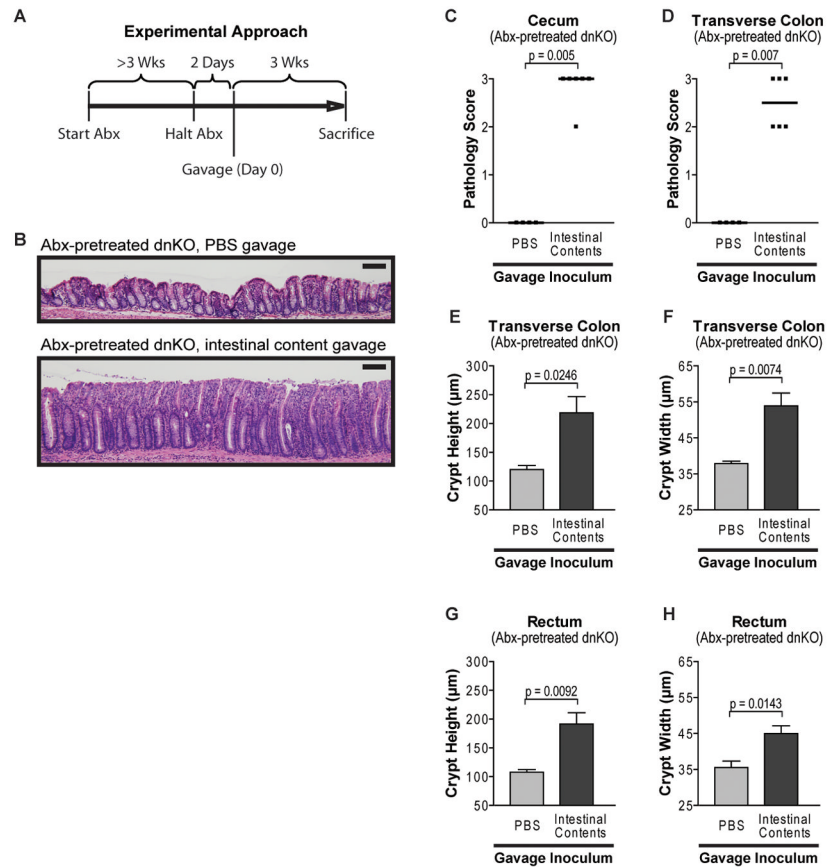 A
Experimental Approach
>3 Wks 2 Days 3 Wks
Start Abx Halt Abx Sacrifice
Gavage (Day 0)
B
Abx-pretreated dnKO, PBS gavage
Abx-pretreated dnKO, intestinal content gavage
C
Cecum
(Abx-pretreated dnKO)
p = 0.005
Pathology Score
3
2
1
0
PBS Intestinal
Contents
Gavage Inoculum
D
Transverse Colon
(Abx-pretreated dnKO)
p = 0.007
Pathology Score
3
2
1
0
PBS Intestinal
Contents
Gavage Inoculum
E
Transverse Colon
(Abx-pretreated dnKO)
p = 0.0246
Crypt Height (µm)
300
250
200
150
100
50
PBS Intestinal
Contents
Gavage Inoculum
F
Transverse Colon
(Abx-pretreated dnKO)
p = 0.0074
Crypt Width (µm)
65
55
45
35
25
PBS Intestinal
Contents
Gavage Inoculum
G
Rectum
(Abx-pretreated dnKO)
p = 0.0092
Crypt Height (µm)
300
250
200
150
100
50
PBS Intestinal
Contents
Gavage Inoculum
H
Rectum
(Abx-pretreated dnKO)
p = 0.0143
Crypt Width (µm)
65
55
45
35
25
PBS Intestinal
Contents
Gavage Inoculum